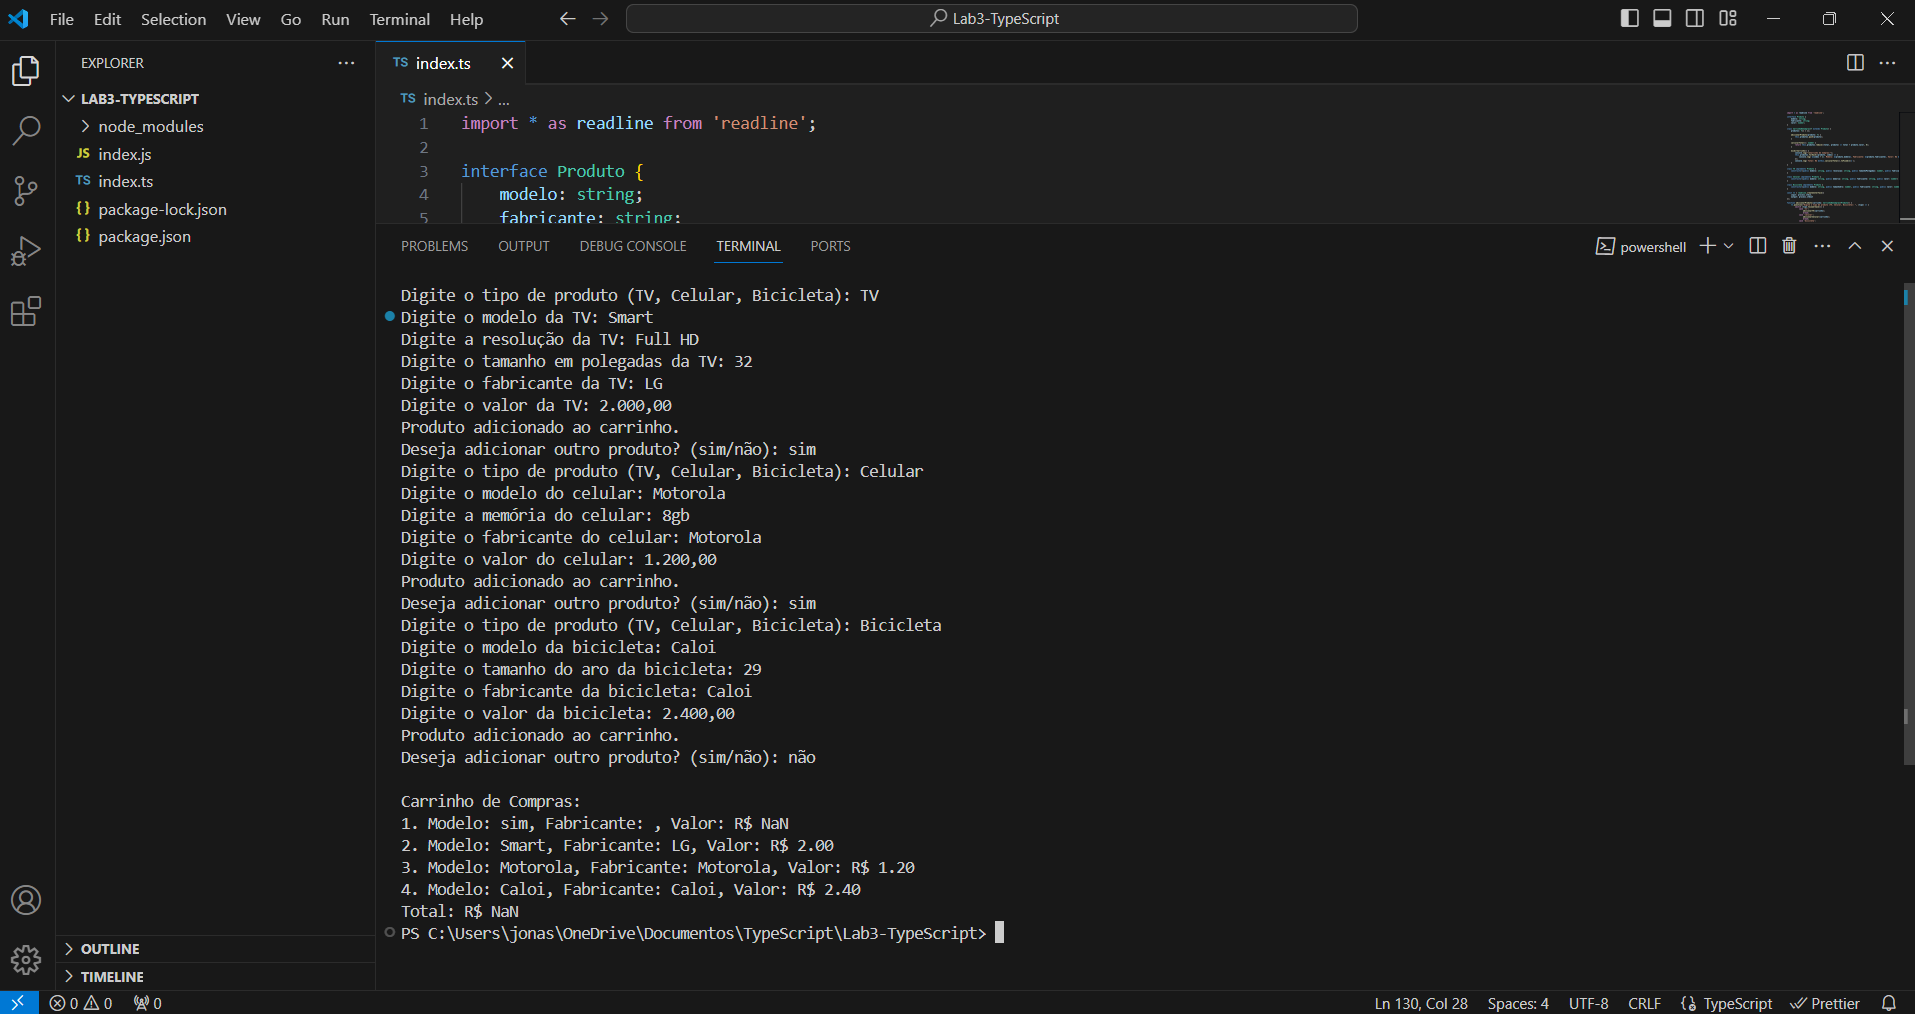 File Edit Selection View Go Run Terminal Help
Lab3-TypeScript
EXPLORER
LAB3-TYPESCRIPT
node_modules
JS index.js
TS index.ts
{} package-lock.json
{} package.json
OUTLINE
TIMELINE
TS index.ts
TS index.ts > ...
1 import * as readline from 'readline';
2
3 interface Produto {
4 modelo: string;
5 fabricante: string;
PROBLEMS OUTPUT DEBUG CONSOLE TERMINAL PORTS
powershell
Digite o tipo de produto (TV, Celular, Bicicleta): TV
Digite o modelo da TV: Smart
Digite a resolução da TV: Full HD
Digite o tamanho em polegadas da TV: 32
Digite o fabricante da TV: LG
Digite o valor da TV: 2.000,00
Produto adicionado ao carrinho.
Deseja adicionar outro produto? (sim/não): sim
Digite o tipo de produto (TV, Celular, Bicicleta): Celular
Digite o modelo do celular: Motorola
Digite a memória do celular: 8gb
Digite o fabricante do celular: Motorola
Digite o valor do celular: 1.200,00
Produto adicionado ao carrinho.
Deseja adicionar outro produto? (sim/não): sim
Digite o tipo de produto (TV, Celular, Bicicleta): Bicicleta
Digite o modelo da bicicleta: Caloi
Digite o tamanho do aro da bicicleta: 29
Digite o fabricante da bicicleta: Caloi
Digite o valor da bicicleta: 2.400,00
Produto adicionado ao carrinho.
Deseja adicionar outro produto? (sim/não): não
Carrinho de Compras:
1. Modelo: sim, Fabricante: , Valor: R$ NaN
2. Modelo: Smart, Fabricante: LG, Valor: R$ 2.00
3. Modelo: Motorola, Fabricante: Motorola, Valor: R$ 1.20
4. Modelo: Caloi, Fabricante: Caloi, Valor: R$ 2.40
Total: R$ NaN
PS C:\Users\jonas\OneDrive\Documentos\TypeScript\Lab3-TypeScript>
0 0 0 Ln 130, Col 28 Spaces: 4 UTF-8 CRLF {} TypeScript Prettier